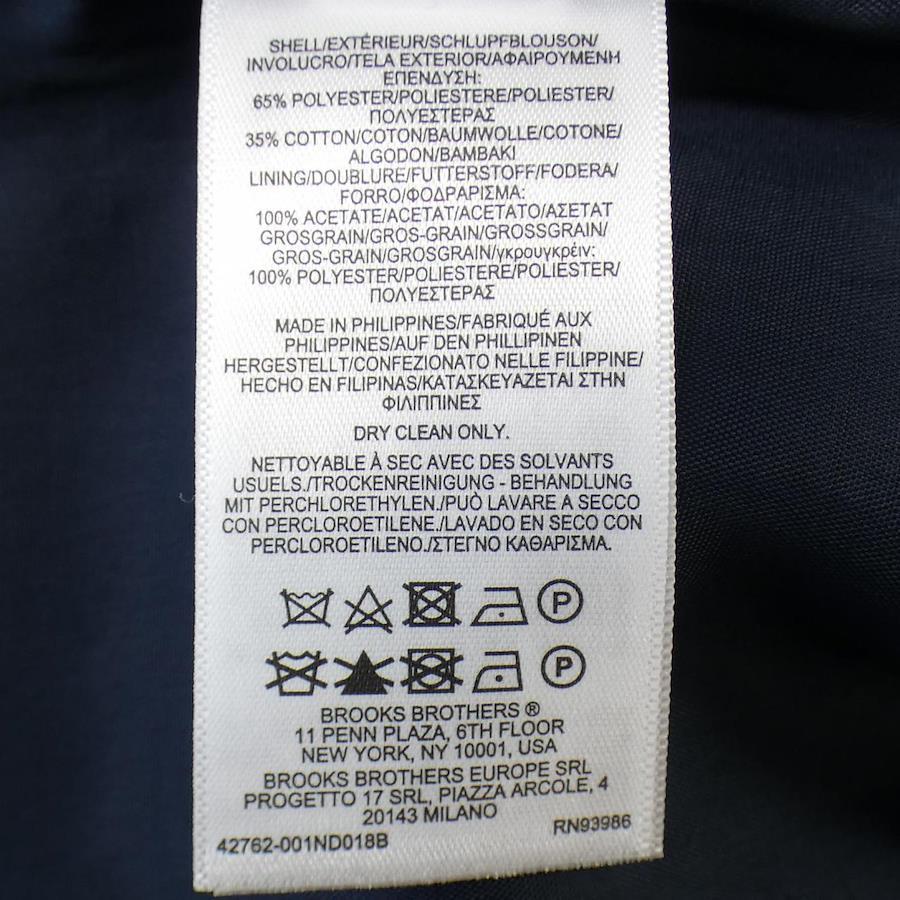 SHELL/EXTÉRIEUR/SCHLUPFBLOUSON/
INVOLUCRO/TELA EXTERIOR/ΑΦΑΙΡΟΥΜΕΝΗ
ΕΠΕΝΔΥΣΗ:
65% POLYESTER/POLIESTERE/POLIESTER/
ΠΟΛΥΕΣΤΕΡΑΣ
35% COTTON/COTON/BAUMWOLLE/COTONE/
ALGODON/ΒΑΜΒΑΚΙ
LINING/DOUBLURE/FUTTERSTOFF/FODERA/
FORRO/ΦΟΔΡΑΡΙΣΜΑ:
100% ACETATE/ACETAT/ACETATO/ΑΣΕΤΑΤ
GROSGRAIN/GROS-GRAIN/GROSSGRAIN/
GROS-GRAIN/GROSGRAIN/γκρουγκρέιν:
100% POLYESTER/POLIESTERE/POLIESTER/
ΠΟΛΥΕΣΤΕΡΑΣ
MADE IN PHILIPPINES/FABRIQUÉ AUX
PHILIPPINES/AUF DEN PHILLIPINEN
HERGESTELLT/CONFEZIONATO NELLE FILIPPINE/
HECHO EN FILIPINAS/ΚΑΤΑΣΚΕΥΑΖΕΤΑΙ ΣΤΗΝ
ΦΙΛΙΠΠΙΝΕΣ
DRY CLEAN ONLY.
NETTOYABLE À SEC AVEC DES SOLVANTS
USUELS./TROCKENREINIGUNG - BEHANDLUNG
MIT PERCHLORETHYLEN./PUÒ LAVARE A SECCO
CON PERCLOROETILENE./LAVADO EN SECO CON
PERCLOROETILENO./ΣΤΕΓΝΟ ΚΑΘΑΡΙΣΜΑ.
P
P
BROOKS BROTHERS ®
11 PENN PLAZA, 6TH FLOOR
NEW YORK, NY 10001, USA
BROOKS BROTHERS EUROPE SRL
PROGETTO 17 SRL, PIAZZA ARCOLE, 4
20143 MILANO
42762-001ND018B RN93986